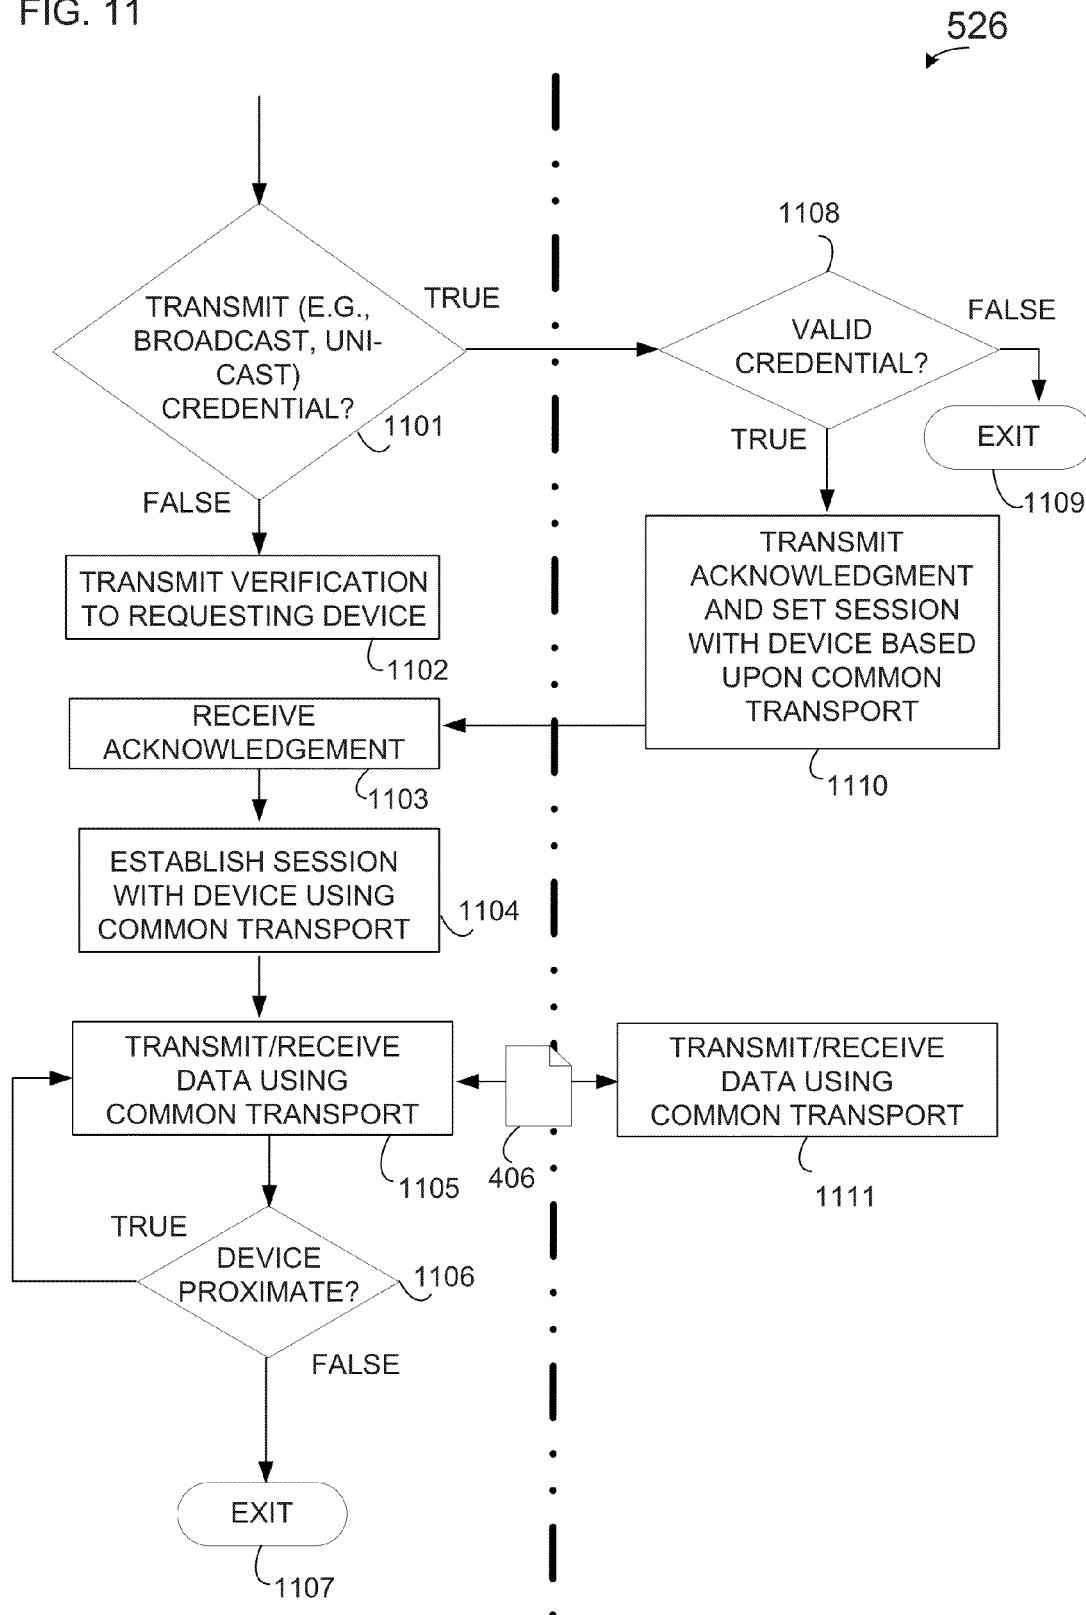 FIG. 11
526
TRANSMIT (E.G.,
BROADCAST, UNI-
CAST)
CREDENTIAL?
TRUE
1101
FALSE
1108
VALID
CREDENTIAL?
FALSE
TRUE
EXIT
1109
TRANSMIT VERIFICATION
TO REQUESTING DEVICE
1102
TRANSMIT
ACKNOWLEDGMENT
AND SET SESSION
WITH DEVICE BASED
UPON COMMON
TRANSPORT
1110
RECEIVE
ACKNOWLEDGEMENT
1103
ESTABLISH SESSION
WITH DEVICE USING
COMMON TRANSPORT
1104
TRANSMIT/RECEIVE
DATA USING
COMMON TRANSPORT
1105
406
TRANSMIT/RECEIVE
DATA USING
COMMON TRANSPORT
1111
TRUE
DEVICE
PROXIMATE?
1106
FALSE
EXIT
1107